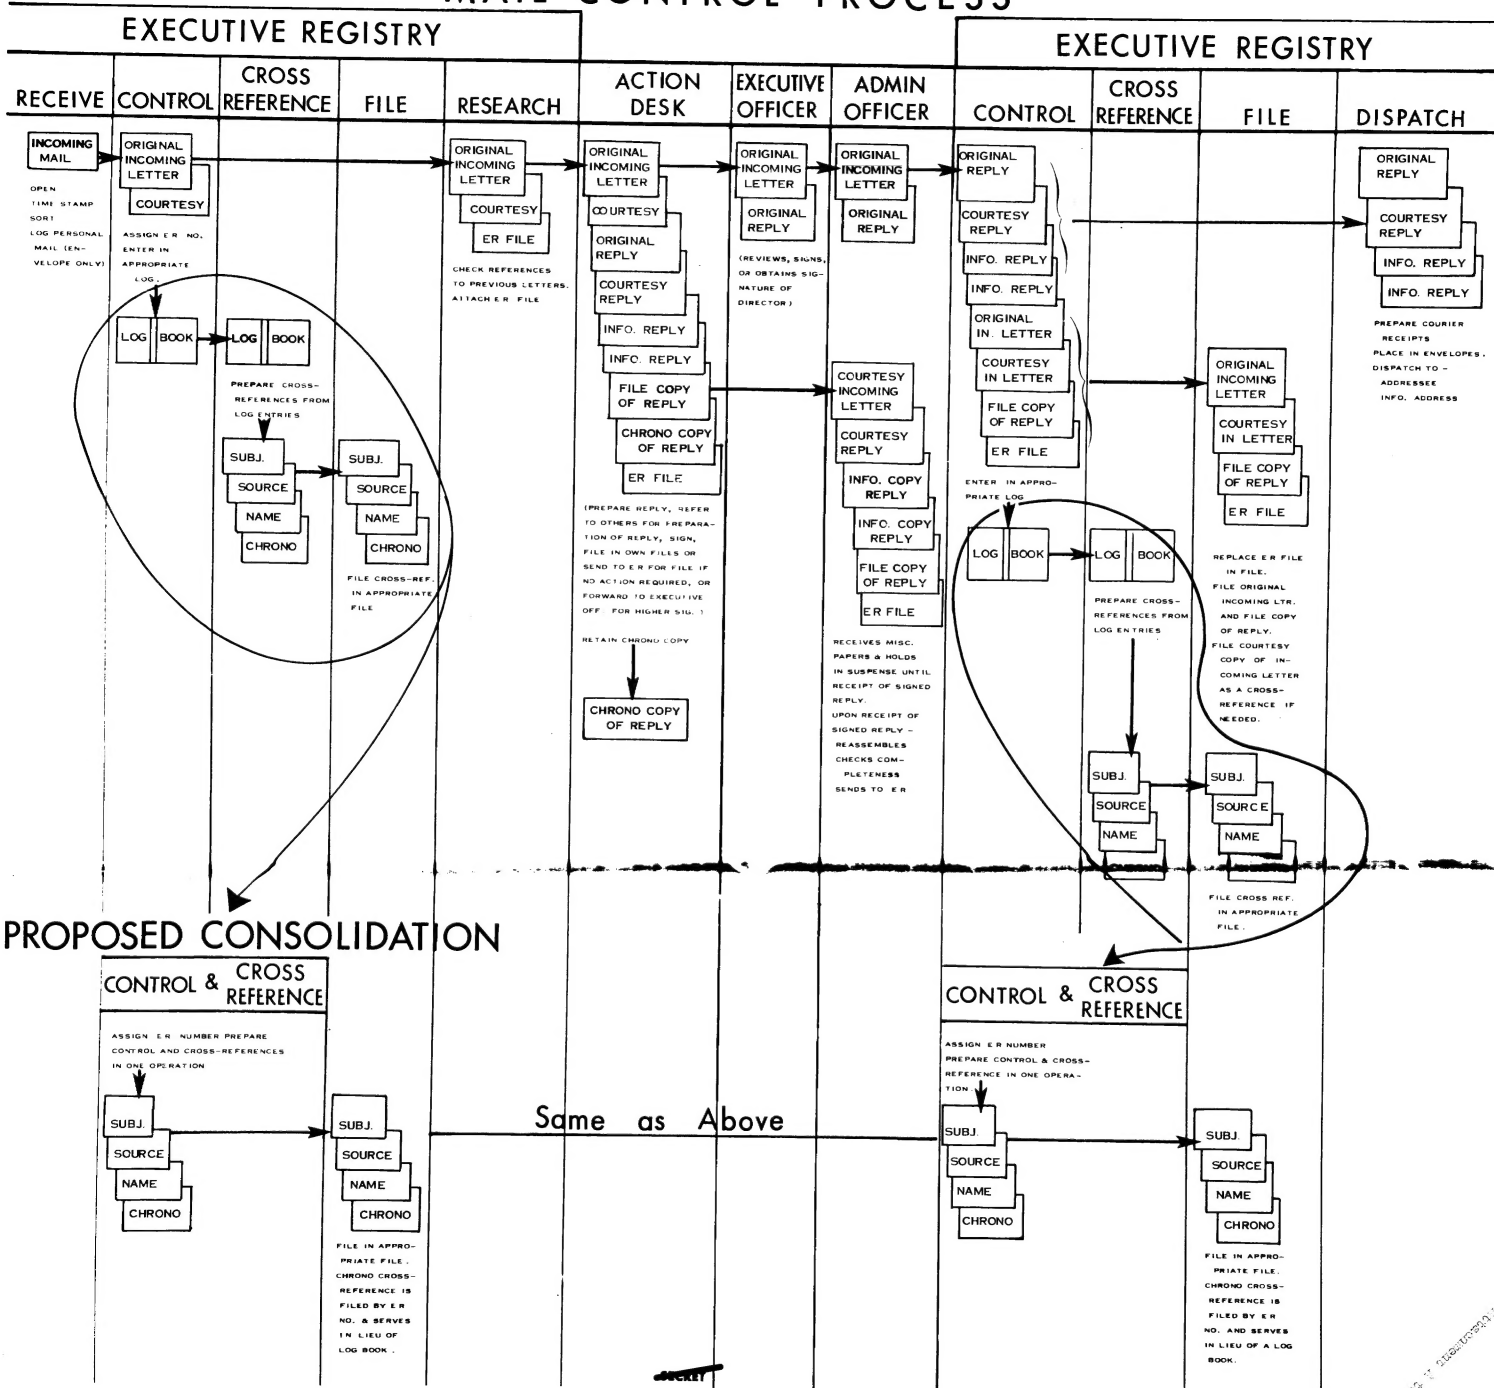 MAIL CONTROL PROCESS
EXECUTIVE REGISTRY
EXECUTIVE REGISTRY
RECEIVE
CONTROL
CROSS
REFERENCE
FILE
RESEARCH
ACTION
DESK
EXECUTIVE
OFFICER
ADMIN
OFFICER
CONTROL
CROSS
REFERENCE
FILE
DISPATCH
INCOMING
MAIL
OPEN
TIME STAMP
SORT
LOG PERSONAL
MAIL (EN-
VELOPE ONLY)
ORIGINAL
INCOMING
LETTER
COURTESY
ASSIGN E R NO.
ENTER IN
APPROPRIATE
LOG.
LOG BOOK
LOG BOOK
PREPARE CROSS-
REFERENCES FROM
LOG ENTRIES
SUBJ.
SOURCE
NAME
CHRONO
SUBJ.
SOURCE
NAME
CHRONO
FILE CROSS-REF.
IN APPROPRIATE
FILE
ORIGINAL
INCOMING
LETTER
COURTESY
ER FILE
CHECK REFERENCES
TO PREVIOUS LETTERS.
ATTACH E R FILE
ORIGINAL
INCOMING
LETTER
COURTESY
ORIGINAL
REPLY
COURTESY
REPLY
INFO. REPLY
INFO. REPLY
FILE COPY
OF REPLY
CHRONO COPY
OF REPLY
ER FILE
(PREPARE REPLY, REFER
TO OTHERS FOR PREPARA-
TION OF REPLY, SIGN,
FILE IN OWN FILES OR
SEND TO E R FOR FILE IF
NO ACTION REQUIRED, OR
FORWARD TO EXECUTIVE
OFF. FOR HIGHER SIG. )
RETAIN CHRONO COPY
CHRONO COPY
OF REPLY
ORIGINAL
INCOMING
LETTER
ORIGINAL
REPLY
(REVIEWS, SIGNS,
OR OBTAINS SIG-
NATURE OF
DIRECTOR)
ORIGINAL
INCOMING
LETTER
ORIGINAL
REPLY
COURTESY
INCOMING
LETTER
COURTESY
REPLY
INFO. COPY
REPLY
INFO. COPY
REPLY
FILE COPY
OF REPLY
ER FILE
RECEIVES MISC.
PAPERS & HOLDS
IN SUSPENSE UNTIL
RECEIPT OF SIGNED
REPLY.
UPON RECEIPT OF
SIGNED REPLY -
REASSEMBLES
CHECKS COM-
PLETENESS
SENDS TO E R
ORIGINAL
REPLY
COURTESY
REPLY
INFO. REPLY
INFO. REPLY
ORIGINAL
IN. LETTER
COURTESY
IN LETTER
FILE COPY
OF REPLY
ER FILE
ENTER IN APPRO-
PRIATE LOG
LOG BOOK
LOG BOOK
PREPARE CROSS-
REFERENCES FROM
LOG ENTRIES
SUBJ.
SOURCE
NAME
ORIGINAL
INCOMING
LETTER
COURTESY
IN LETTER
FILE COPY
OF REPLY
ER FILE
REPLACE E R FILE
IN FILE.
FILE ORIGINAL
INCOMING LTR.
AND FILE COPY
OF REPLY.
FILE COURTESY
COPY OF IN-
COMING LETTER
AS A CROSS-
REFERENCE IF
NEEDED.
SUBJ.
SOURCE
NAME
FILE CROSS REF.
IN APPROPRIATE
FILE.
ORIGINAL
REPLY
COURTESY
REPLY
INFO. REPLY
INFO. REPLY
PREPARE COURIER
RECEIPTS
PLACE IN ENVELOPES.
DISPATCH TO -
ADDRESSEE
INFO. ADDRESS
PROPOSED CONSOLIDATION
CONTROL & CROSS
REFERENCE
ASSIGN E R NUMBER PREPARE
CONTROL AND CROSS-REFERENCES
IN ONE OPERATION
SUBJ.
SOURCE
NAME
CHRONO
SUBJ.
SOURCE
NAME
CHRONO
FILE IN APPRO-
PRIATE FILE.
CHRONO CROSS-
REFERENCE IS
FILED BY E R
NO. & SERVES
IN LIEU OF
LOG BOOK.
Same as Above
CONTROL & CROSS
REFERENCE
ASSIGN E R NUMBER
PREPARE CONTROL & CROSS-
REFERENCE IN ONE OPERA-
TION.
SUBJ.
SOURCE
NAME
CHRONO
SUBJ.
SOURCE
NAME
CHRONO
FILE IN APPRO-
PRIATE FILE.
CHRONO CROSS-
REFERENCE IS
FILED BY E R
NO. AND SERVES
IN LIEU OF A LOG
BOOK.
SECRET